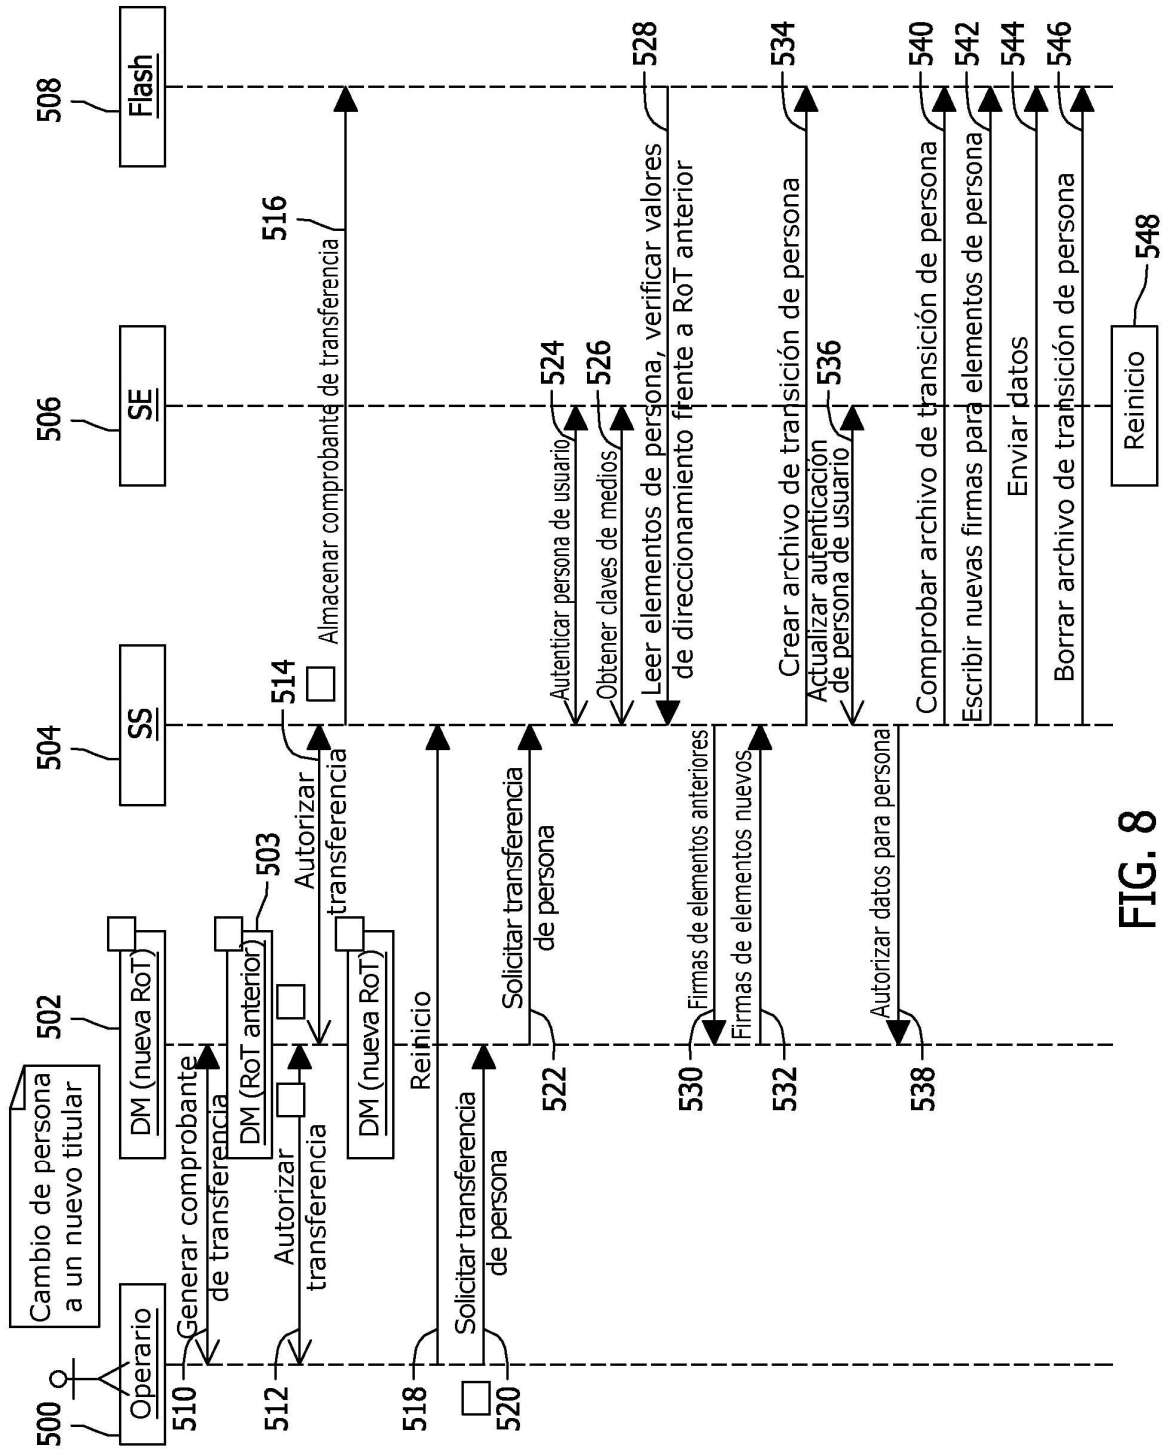 Cambio de persona
a un nuevo titular
500
502
504
506
508
Operario
DM (nueva RoT)
SS
SE
Flash
510
Generar comprobante
de transferencia
DM (RoT anterior)
503
512
Autorizar
transferencia
514
Autorizar
transferencia
516
Almacenar comprobante de transferencia
DM (nueva RoT)
518
Reinicio
520
Solicitar transferencia
de persona
522
Solicitar transferencia
de persona
524
Autenticar persona de usuario
526
Obtener claves de medios
528
Leer elementos de persona, verificar valores
de direccionamiento frente a RoT anterior
530
Firmas de elementos anteriores
532
Firmas de elementos nuevos
534
Crear archivo de transición de persona
536
Actualizar autenticación
de persona de usuario
538
Autorizar datos para persona
540
Comprobar archivo de transición de persona
542
Escribir nuevas firmas para elementos de persona
544
Enviar datos
546
Borrar archivo de transición de persona
Reinicio
548
FIG. 8